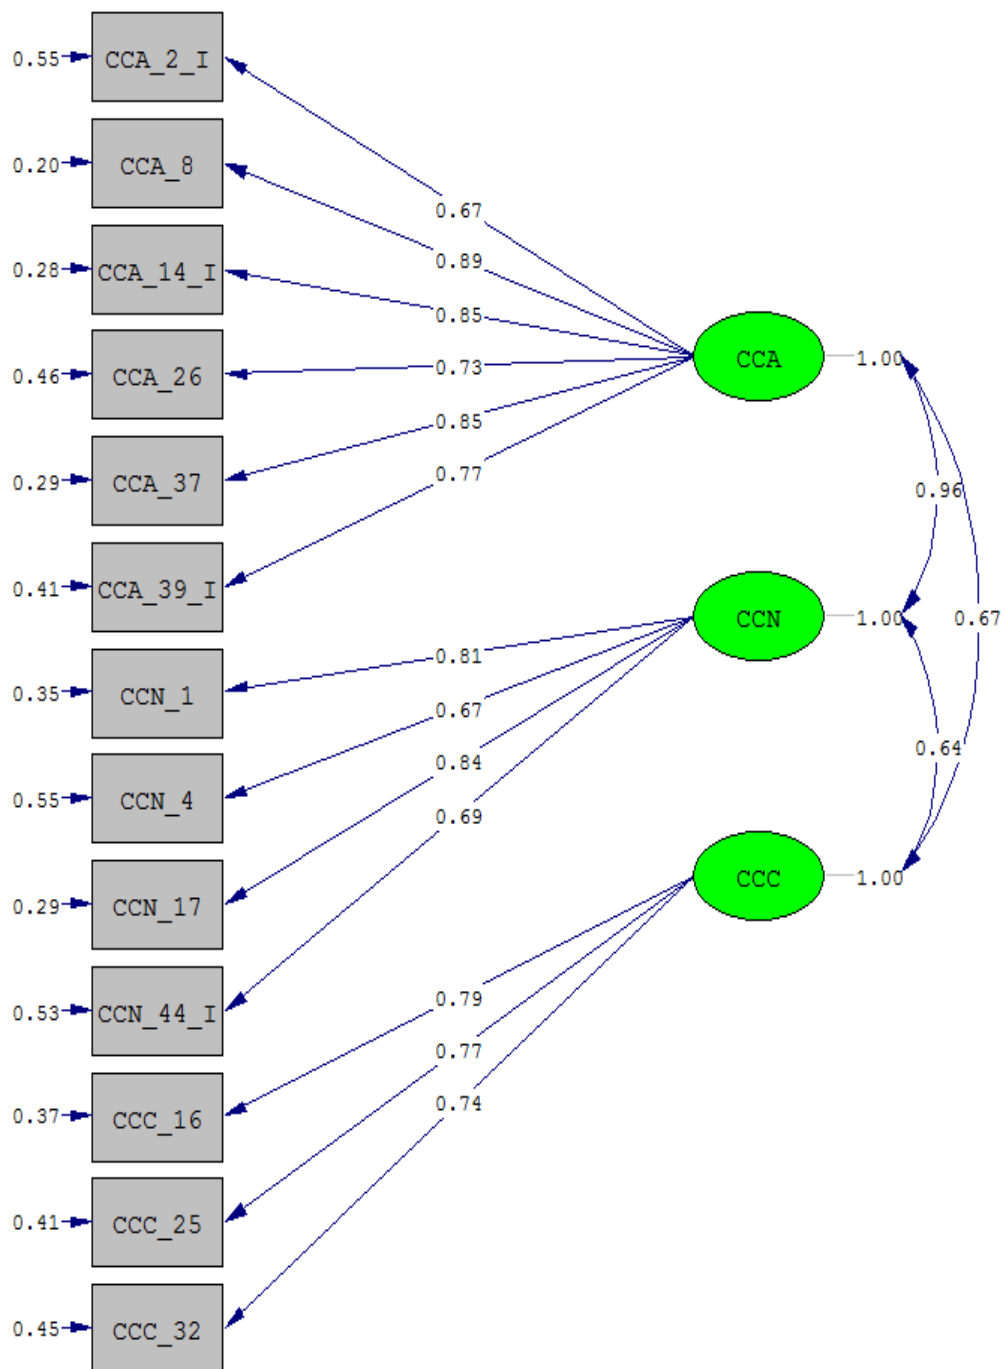 0.55 CCA_2_I
0.20 CCA_8
0.67
0.89
0.28 CCA_14_I
0.85
CCA 1.00
0.46 CCA_26
0.73
0.85
0.29 CCA_37
0.77
0.96
0.41 CCA_39_I
CCN 1.00 0.67
0.81
0.35 CCN_1
0.67
0.84
0.64
0.55 CCN_4
0.69
CCC 1.00
0.29 CCN_17
0.53 CCN_44_I
0.79
0.77
0.74
0.37 CCC_16
0.41 CCC_25
0.45 CCC_32